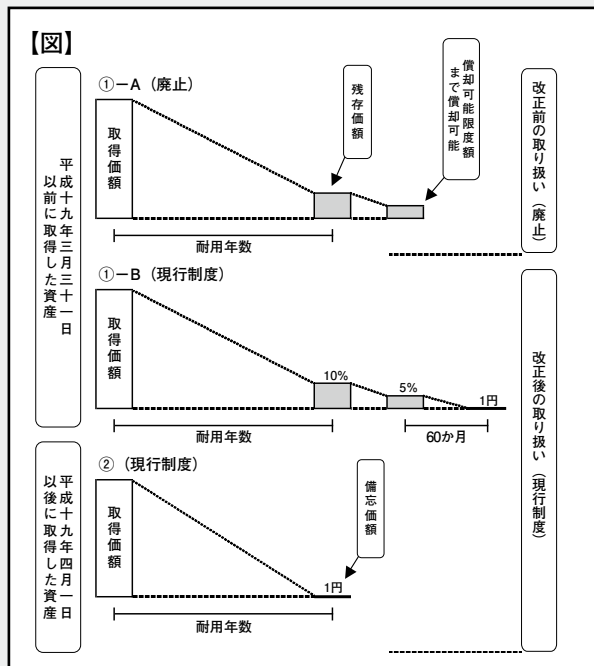 【図】
①－A（廃止）
取得価額
残存価額
償却可能限度額
まで償却可能
耐用年数
平成十九年三月三十一日
以前に取得した資産
改正前の取り扱い（廃止）
①－B（現行制度）
取得価額
10%
5%
1円
耐用年数
60か月
改正後の取り扱い（現行制度）
②（現行制度）
取得価額
備忘価額
1円
耐用年数
平成十九年四月一日
以後に取得した資産